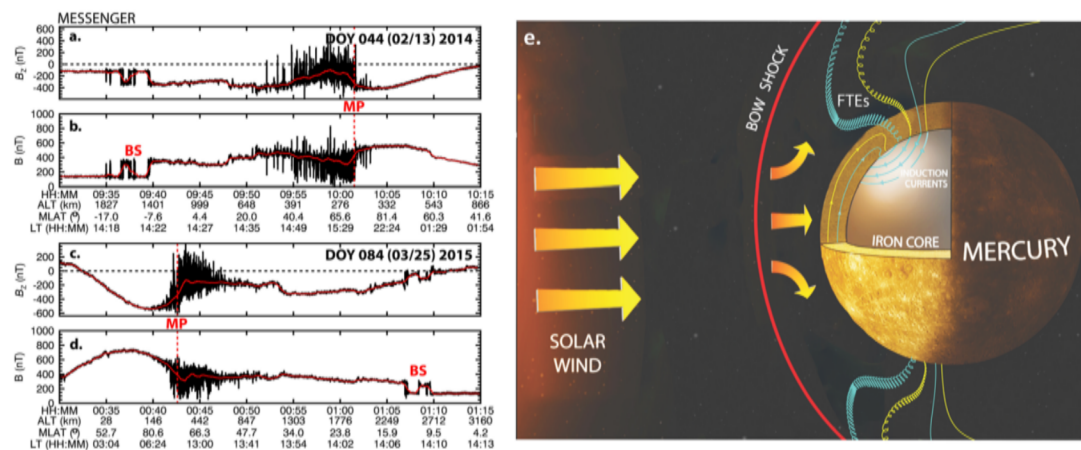 MESSENGER
a.
DOY 044 (02/13) 2014
600
400
200
0
-200
-400
Bz (nT)
MP
b.
BS
1000
800
600
400
200
0
B (nT)
HH:MM 09:35 09:40 09:45 09:50 09:55 10:00 10:05 10:10 10:15
ALT (km) 1827 1401 999 648 391 276 332 543 866
MLAT (º) -17.0 -7.6 4.4 20.0 40.4 65.6 81.4 60.3 41.6
LT (HH:MM) 14:18 14:22 14:27 14:35 14:49 15:29 22:24 01:29 01:54
c.
DOY 084 (03/25) 2015
200
0
-200
-400
-600
Bz (nT)
MP
d.
BS
1000
800
600
400
200
0
B (nT)
HH:MM 00:35 00:40 00:45 00:50 00:55 01:00 01:05 01:10 01:15
ALT (km) 28 146 442 847 1303 1776 2249 2712 3160
MLAT (º) 52.7 80.6 66.3 47.7 34.0 23.8 15.9 9.5 4.2
LT (HH:MM) 03:04 06:24 13:00 13:41 13:54 14:02 14:06 14:10 14:13
e.
BOW SHOCK
FTEs
INDUCTION
CURRENTS
IRON CORE
MERCURY
SOLAR
WIND